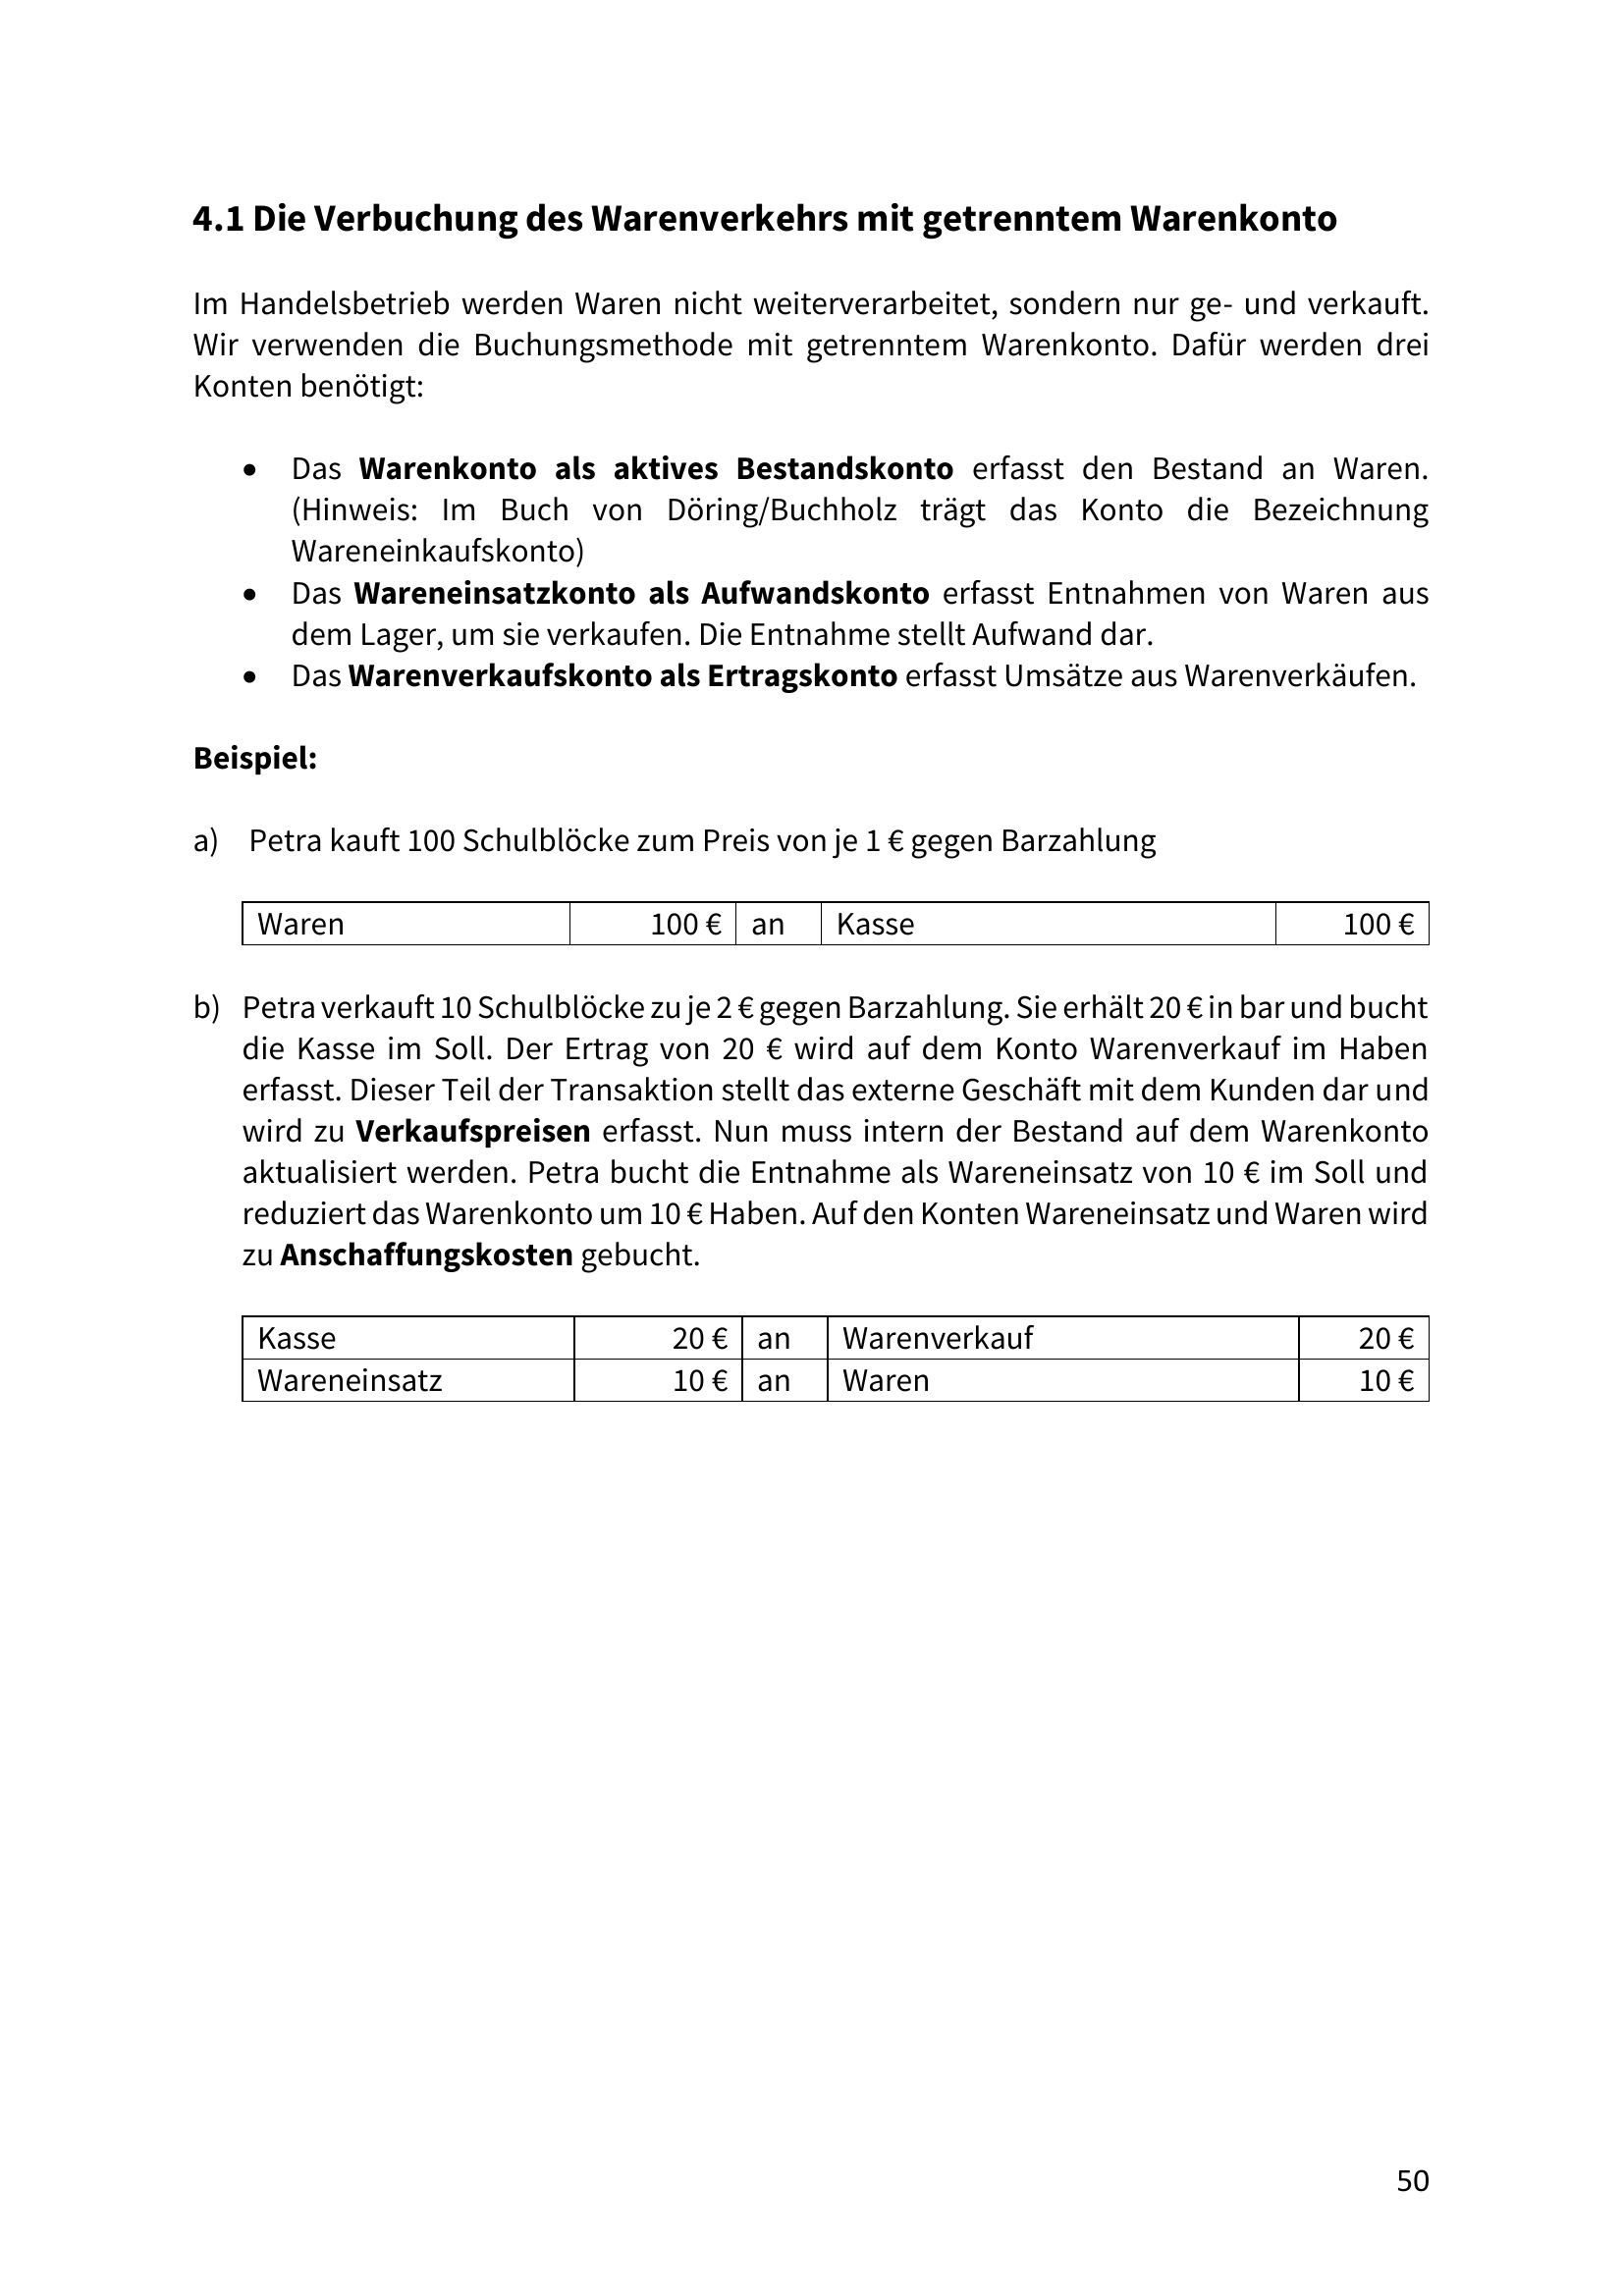 4.1 Die Verbuchung des Warenverkehrs mit getrenntem Warenkonto
Im Handelsbetrieb werden Waren nicht weiterverarbeitet, sondern nur ge- und verkauft.
Wir verwenden die Buchungsmethode mit getrenntem Warenkonto. Dafür werden drei
Konten benötigt:
• Das Warenkonto als aktives Bestandskonto erfasst den Bestand an Waren.
(Hinweis: Im Buch von Döring/Buchholz trägt das Konto die Bezeichnung
Wareneinkaufskonto)
• Das Wareneinsatzkonto als Aufwandskonto erfasst Entnahmen von Waren aus
dem Lager, um sie verkaufen. Die Entnahme stellt Aufwand dar.
• Das Warenverkaufskonto als Ertragskonto erfasst Umsätze aus Warenverkäufen.
Beispiel:
a) Petra kauft 100 Schulblöcke zum Preis von je 1 € gegen Barzahlung
Waren 100 € an Kasse 100 €
b) Petra verkauft 10 Schulblöcke zu je 2 € gegen Barzahlung. Sie erhält 20 € in bar und bucht
die Kasse im Soll. Der Ertrag von 20 € wird auf dem Konto Warenverkauf im Haben
erfasst. Dieser Teil der Transaktion stellt das externe Geschäft mit dem Kunden dar und
wird zu Verkaufspreisen erfasst. Nun muss intern der Bestand auf dem Warenkonto
aktualisiert werden. Petra bucht die Entnahme als Wareneinsatz von 10 € im Soll und
reduziert das Warenkonto um 10 € Haben. Auf den Konten Wareneinsatz und Waren wird
zu Anschaffungskosten gebucht.
Kasse 20 € an Warenverkauf 20 €
Wareneinsatz 10 € an Waren 10 €
50